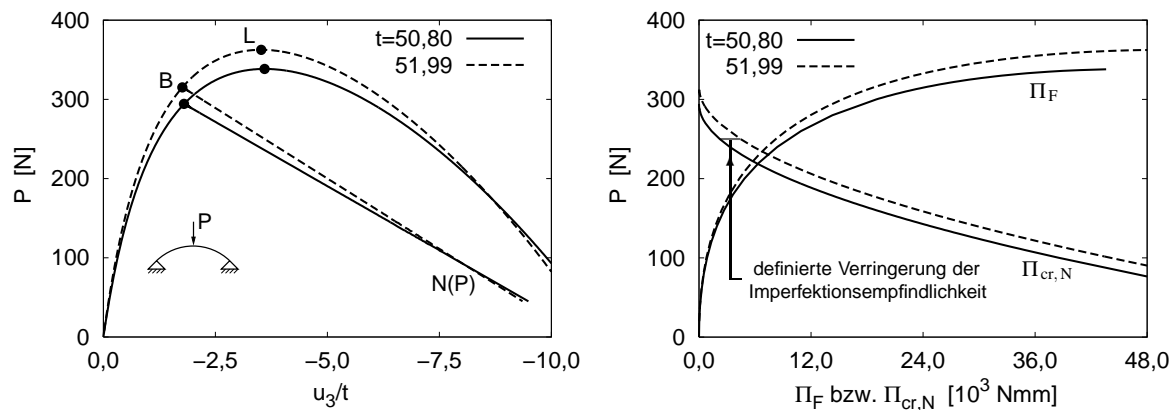 400
300
200
100
0
P [N]
0,0
−2,5
−5,0
−7,5
−10,0
u3/t
t=50,80
51,99
L
B
N(P)
P
400
300
200
100
0
P [N]
0,0
12,0
24,0
36,0
48,0
ΠF bzw. Πcr,N [10³ Nmm]
t=50,80
51,99
ΠF
Πcr, N
definierte Verringerung der
Imperfektionsempfindlichkeit